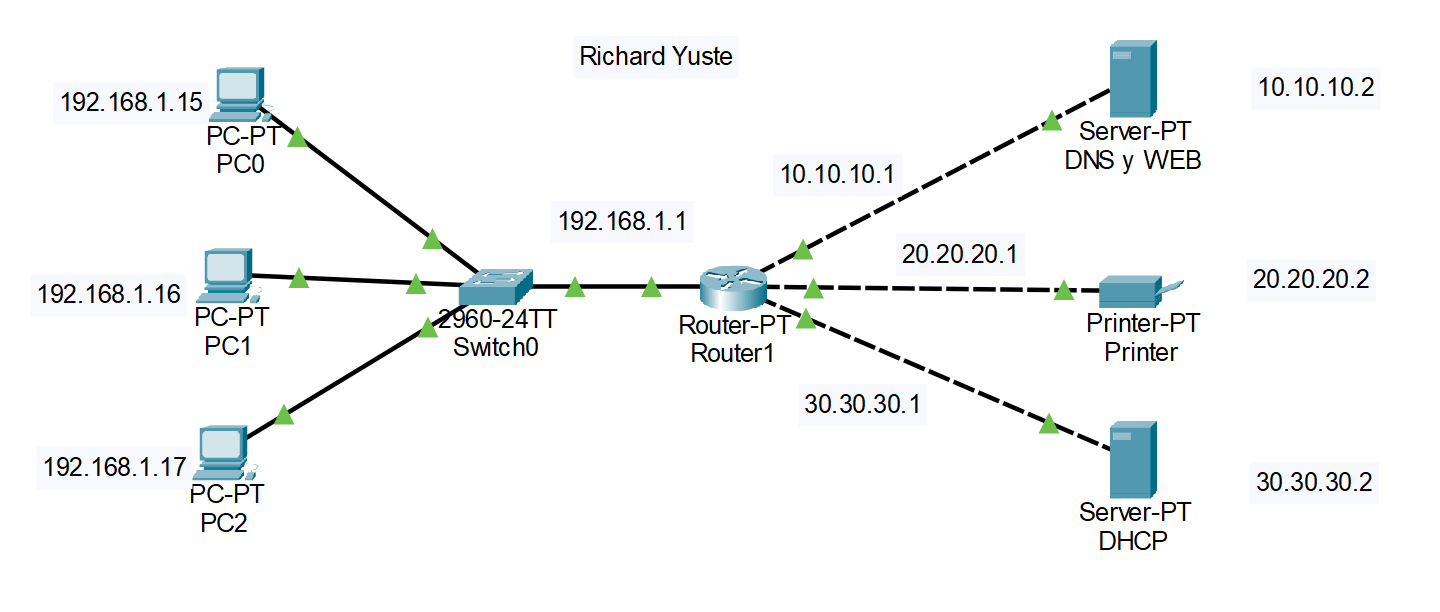 Richard Yuste
192.168.1.15
PC-PT
PC0
192.168.1.16
PC-PT
PC1
192.168.1.17
PC-PT
PC2
2960-24TT
Switch0
192.168.1.1
Router-PT
Router1
10.10.10.1
20.20.20.1
30.30.30.1
Server-PT
DNS y WEB
10.10.10.2
Printer-PT
Printer
20.20.20.2
Server-PT
DHCP
30.30.30.2